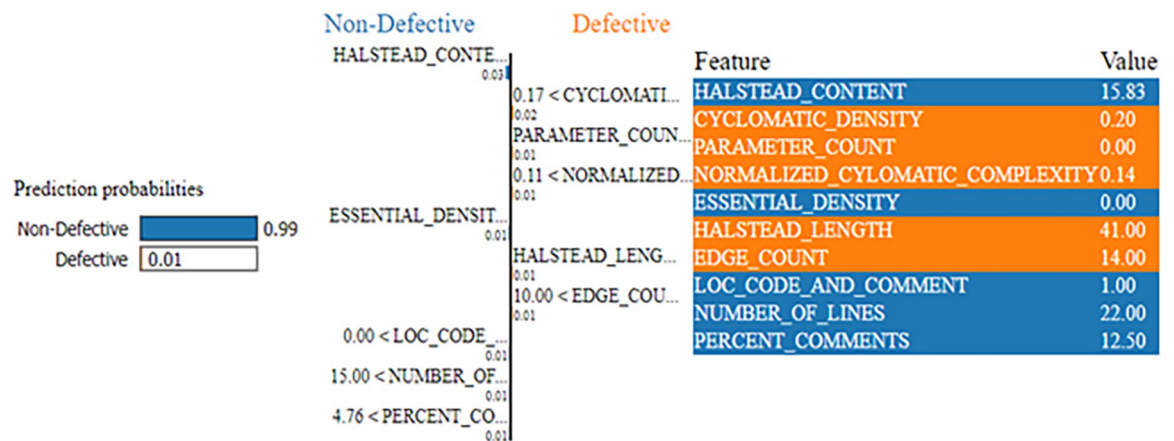 Non-Defective Defective
HALSTEAD_CONTE...
0.03
0.17 < CYCLOMATI...
0.02
PARAMETER_COUN...
0.01
0.11 < NORMALIZED...
0.01
ESSENTIAL_DENSIT...
0.01
HALSTEAD_LENG...
0.01
10.00 < EDGE_COU...
0.01
0.00 < LOC_CODE_...
0.01
15.00 < NUMBER_OF...
0.01
4.76 < PERCENT_CO...
0.01
Prediction probabilities
Non-Defective 0.99
Defective 0.01
Feature Value
HALSTEAD_CONTENT 15.83
CYCLOMATIC_DENSITY 0.20
PARAMETER_COUNT 0.00
NORMALIZED_CYLOMATIC_COMPLEXITY 0.14
ESSENTIAL_DENSITY 0.00
HALSTEAD_LENGTH 41.00
EDGE_COUNT 14.00
LOC_CODE_AND_COMMENT 1.00
NUMBER_OF_LINES 22.00
PERCENT_COMMENTS 12.50